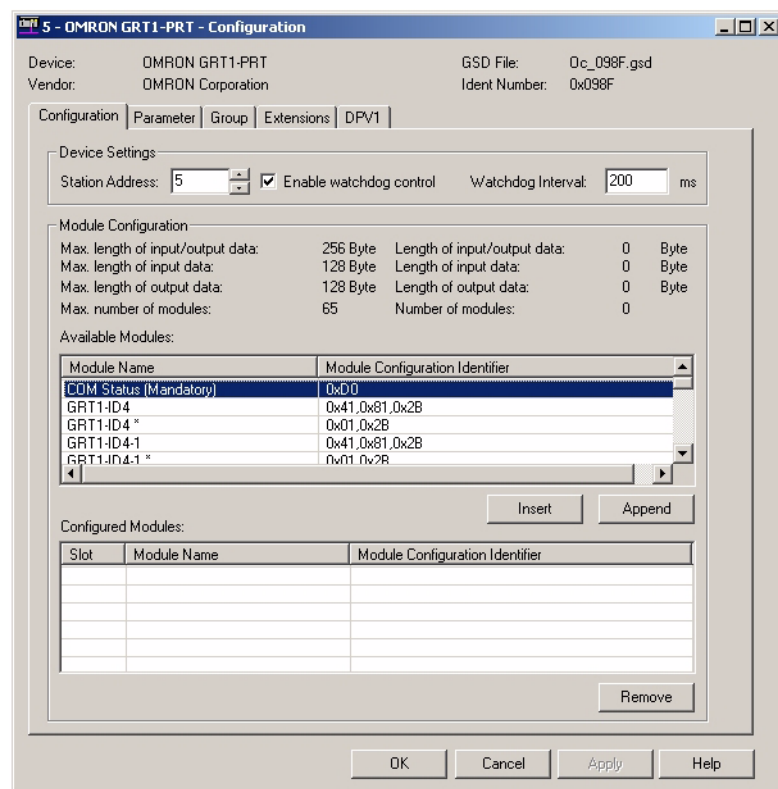 5 - OMRON GRT1-PRT - Configuration
Device: OMRON GRT1-PRT GSD File: Oc_098F.gsd
Vendor: OMRON Corporation Ident Number: 0x098F
Configuration Parameter Group Extensions DPV1
Device Settings
Station Address: 5 Enable watchdog control Watchdog Interval: 200 ms
Module Configuration
Max. length of input/output data: 256 Byte Length of input/output data: 0 Byte
Max. length of input data: 128 Byte Length of input data: 0 Byte
Max. length of output data: 128 Byte Length of output data: 0 Byte
Max. number of modules: 65 Number of modules: 0
Available Modules:
Module Name Module Configuration Identifier
COM Status (Mandatory) 0xD0
GRT1-ID4 0x41,0x81,0x2B
GRT1-ID4 * 0x01,0x2B
GRT1-ID4-1 0x41,0x81,0x2B
GRT1-ID4-1 * 0x01,0x2B
Insert Append
Configured Modules:
Slot Module Name Module Configuration Identifier
Remove
OK Cancel Apply Help